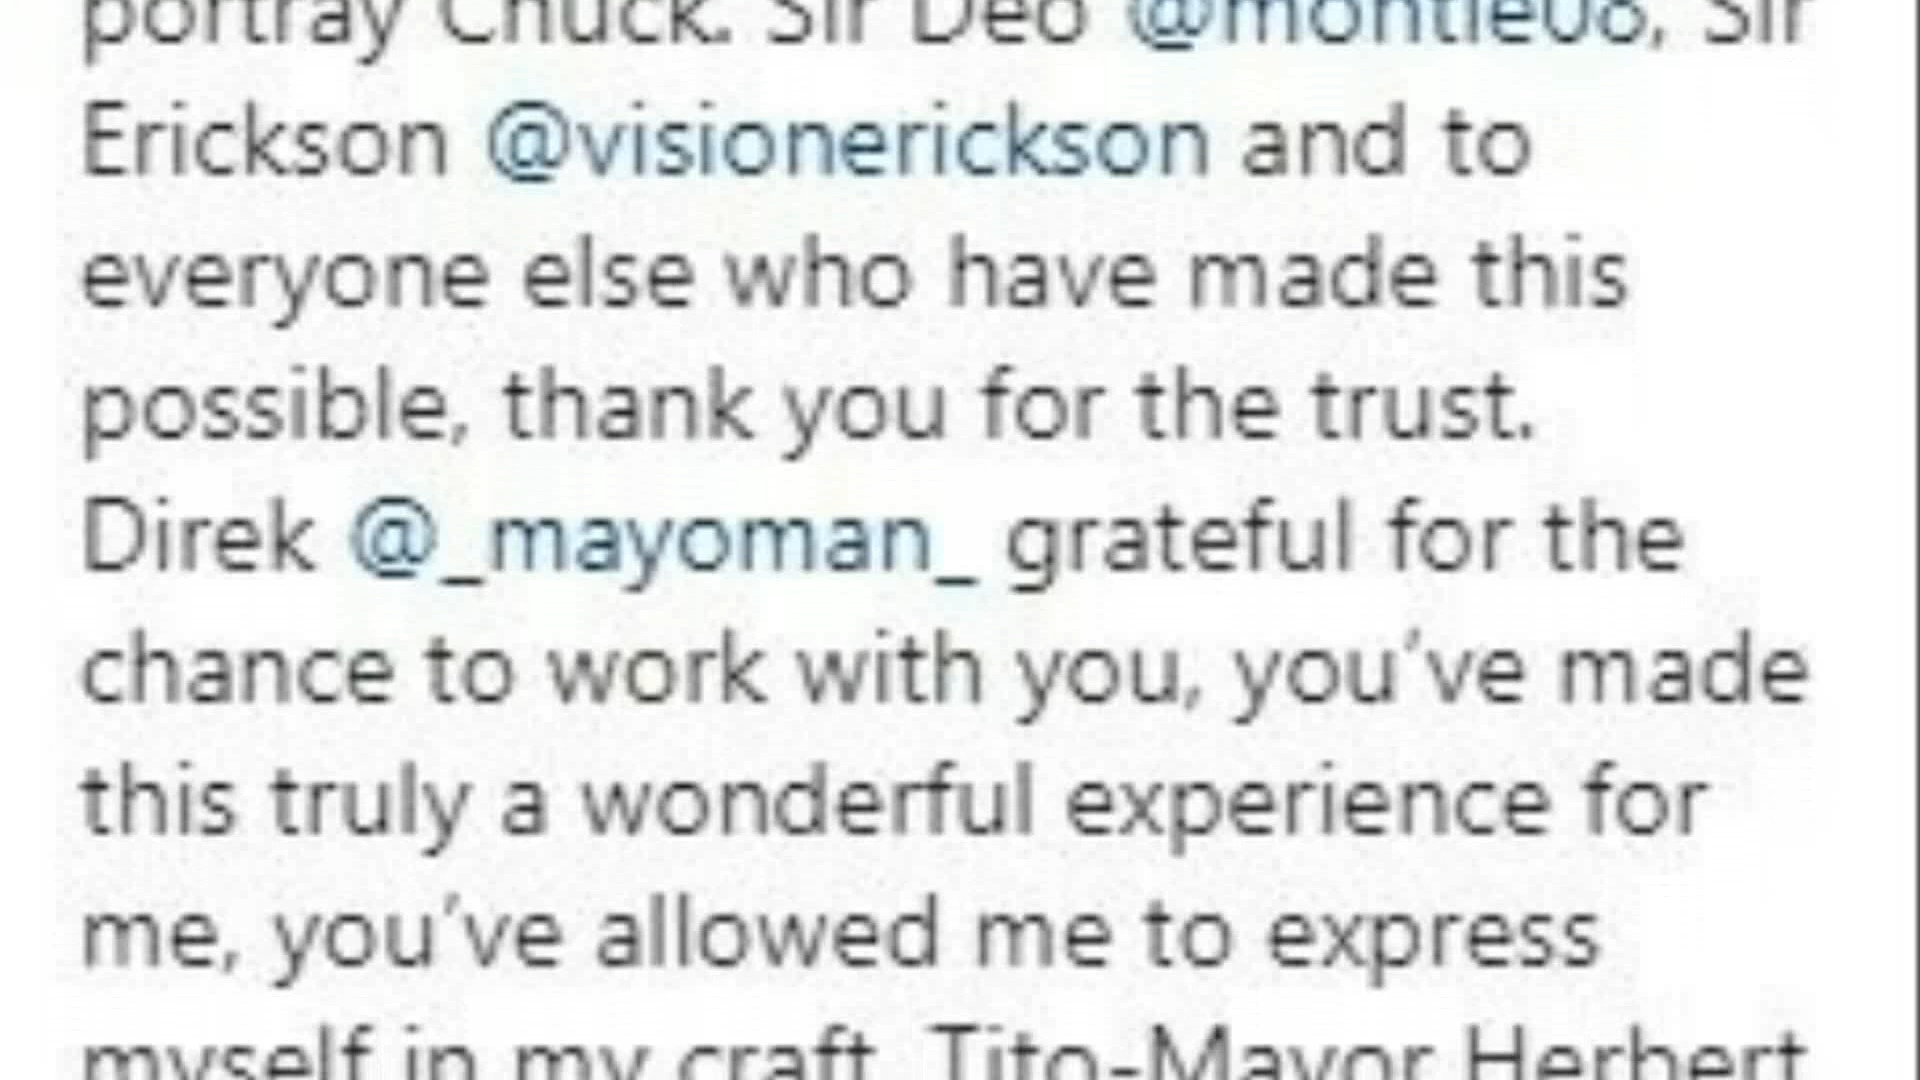 portray Chuck. Sir Deo @montie08, Sir
Erickson @visionerickson and to
everyone else who have made this
possible, thank you for the trust.
Direk @_mayoman_ grateful for the
chance to work with you, you've made
this truly a wonderful experience for
me, you've allowed me to express
myself in my craft. Tito-Mayor Herbert